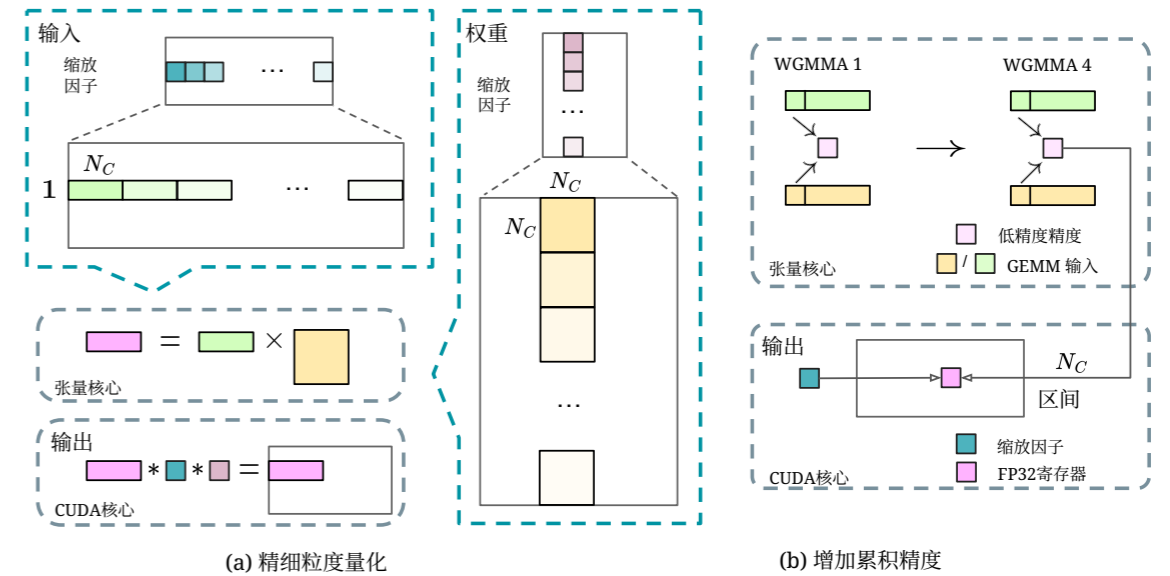 输入
缩放
因子
...
N_C
1
...
= ×
张量核心
输出
* * =
CUDA核心
权重
缩放
因子
...
N_C
N_C
...
(a) 精细粒度量化
WGMMA 1
WGMMA 4
低精度精度
/ GEMM 输入
张量核心
输出
N_C
区间
缩放因子
FP32寄存器
CUDA核心
(b) 增加累积精度